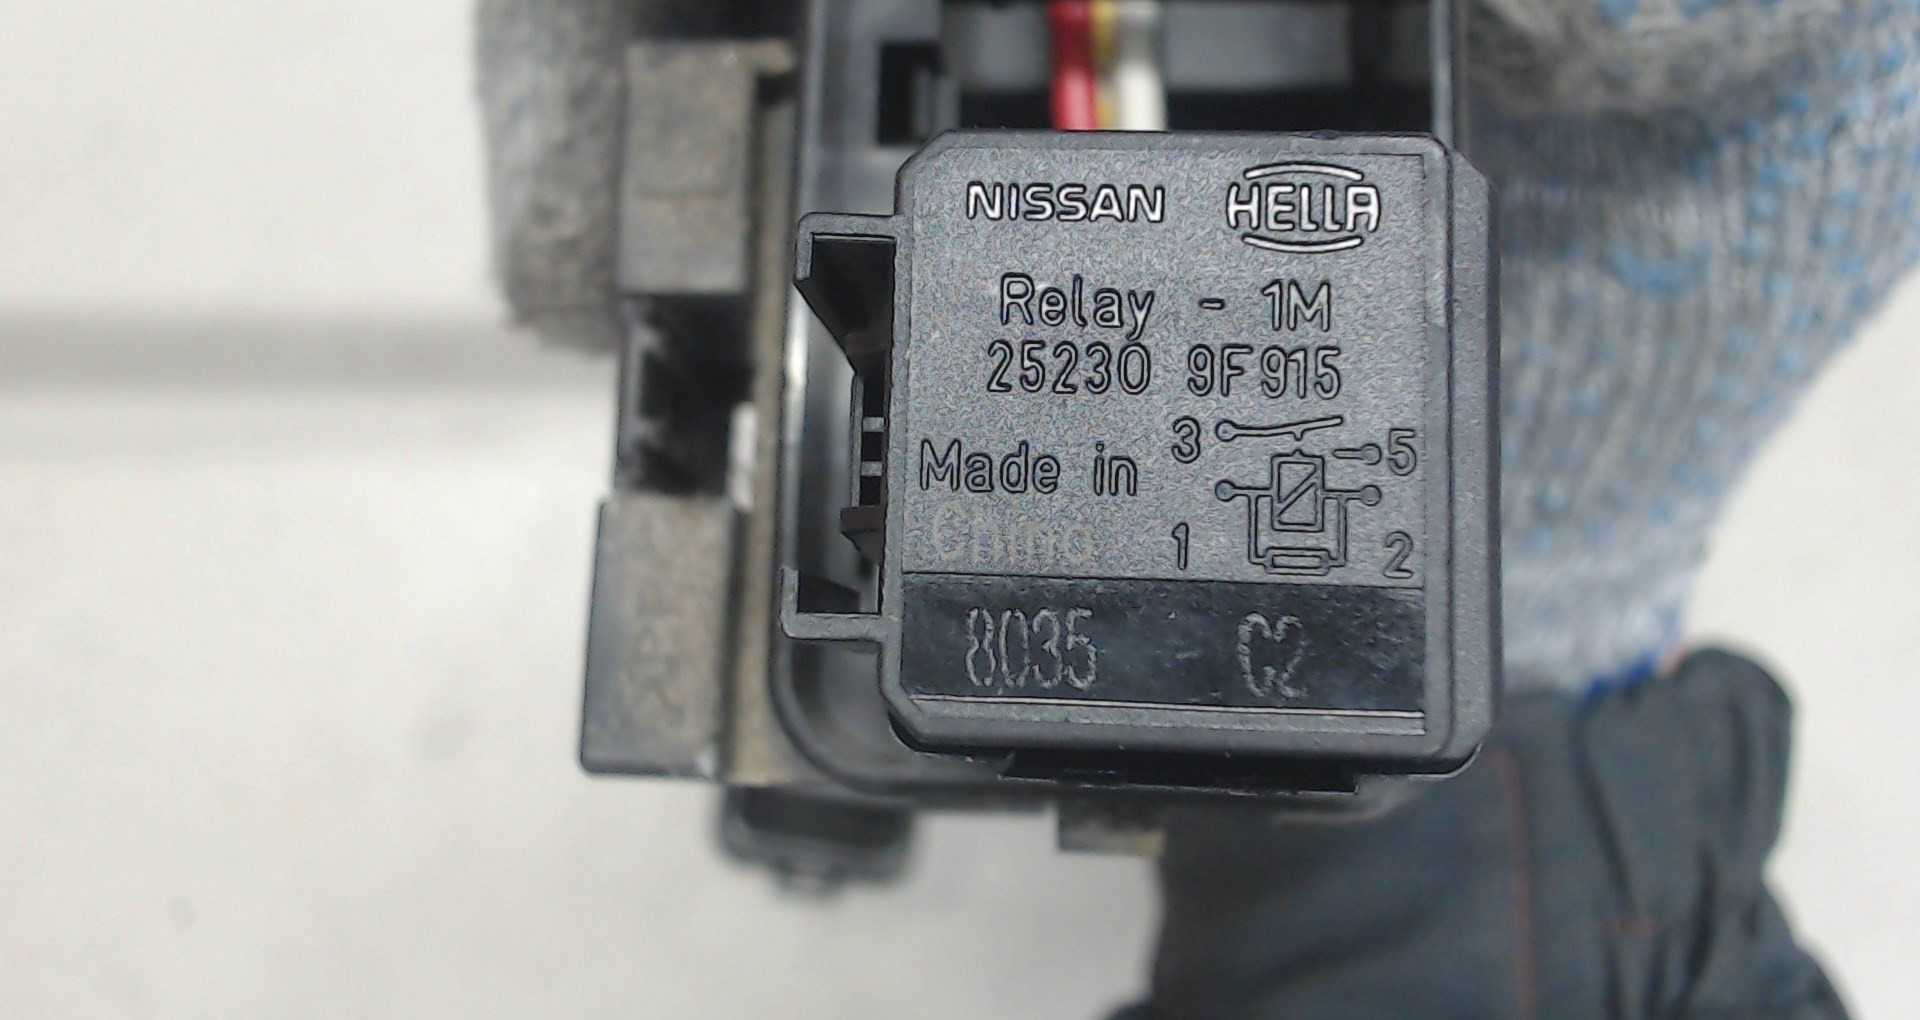 NISSAN HELLA
Relay - 1M
25230 9F915
3
5
Made in
China
1
2
8035 C2